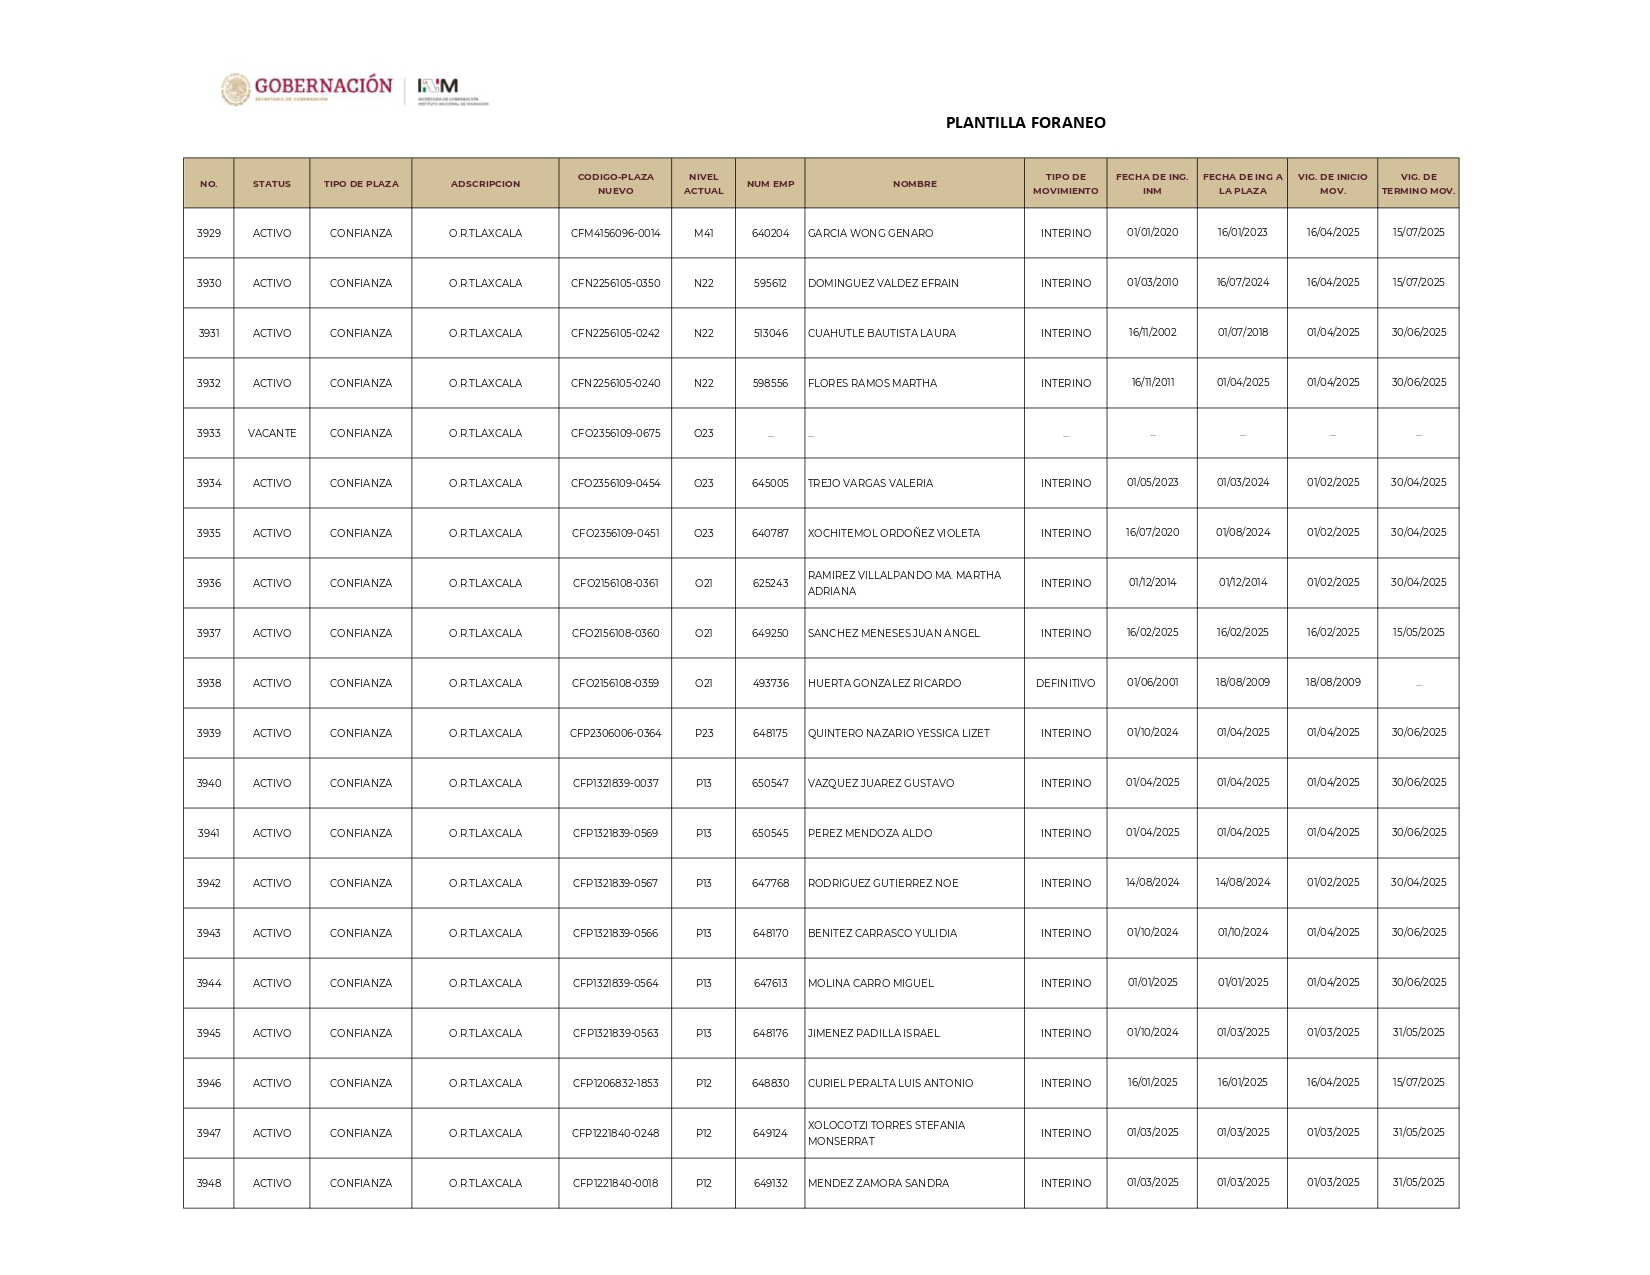 GOBERNACIÓN
SECRETARÍA DE GOBERNACIÓN
INM
SECRETARÍA DE GOBERNACIÓN
INSTITUTO NACIONAL DE MIGRACIÓN
PLANTILLA FORANEO
NO. STATUS TIPO DE PLAZA ADSCRIPCION CODIGO-PLAZA NUEVO NIVEL ACTUAL NUM EMP NOMBRE TIPO DE MOVIMIENTO FECHA DE ING. INM FECHA DE ING A LA PLAZA VIG. DE INICIO MOV. VIG. DE TERMINO MOV.
3929 ACTIVO CONFIANZA O.R.TLAXCALA CFM4156096-0014 M41 640204 GARCIA WONG GENARO INTERINO 01/01/2020 16/01/2023 16/04/2025 15/07/2025
3930 ACTIVO CONFIANZA O.R.TLAXCALA CFN2256105-0350 N22 595612 DOMINGUEZ VALDEZ EFRAIN INTERINO 01/03/2010 16/07/2024 16/04/2025 15/07/2025
3931 ACTIVO CONFIANZA O.R.TLAXCALA CFN2256105-0242 N22 513046 CUAHUTLE BAUTISTA LAURA INTERINO 16/11/2002 01/07/2018 01/04/2025 30/06/2025
3932 ACTIVO CONFIANZA O.R.TLAXCALA CFN2256105-0240 N22 598556 FLORES RAMOS MARTHA INTERINO 16/11/2011 01/04/2025 01/04/2025 30/06/2025
3933 VACANTE CONFIANZA O.R.TLAXCALA CFO2356109-0675 O23 ... ... ... ... ... ... ...
3934 ACTIVO CONFIANZA O.R.TLAXCALA CFO2356109-0454 O23 645005 TREJO VARGAS VALERIA INTERINO 01/05/2023 01/03/2024 01/02/2025 30/04/2025
3935 ACTIVO CONFIANZA O.R.TLAXCALA CFO2356109-0451 O23 640787 XOCHITEMOL ORDOÑEZ VIOLETA INTERINO 16/07/2020 01/08/2024 01/02/2025 30/04/2025
3936 ACTIVO CONFIANZA O.R.TLAXCALA CFO2156108-0361 O21 625243 RAMIREZ VILLALPANDO MA. MARTHA ADRIANA INTERINO 01/12/2014 01/12/2014 01/02/2025 30/04/2025
3937 ACTIVO CONFIANZA O.R.TLAXCALA CFO2156108-0360 O21 649250 SANCHEZ MENESES JUAN ANGEL INTERINO 16/02/2025 16/02/2025 16/02/2025 15/05/2025
3938 ACTIVO CONFIANZA O.R.TLAXCALA CFO2156108-0359 O21 493736 HUERTA GONZALEZ RICARDO DEFINITIVO 01/06/2001 18/08/2009 18/08/2009 ...
3939 ACTIVO CONFIANZA O.R.TLAXCALA CFP2306006-0364 P23 648175 QUINTERO NAZARIO YESSICA LIZET INTERINO 01/10/2024 01/04/2025 01/04/2025 30/06/2025
3940 ACTIVO CONFIANZA O.R.TLAXCALA CFP1321839-0037 P13 650547 VAZQUEZ JUAREZ GUSTAVO INTERINO 01/04/2025 01/04/2025 01/04/2025 30/06/2025
3941 ACTIVO CONFIANZA O.R.TLAXCALA CFP1321839-0569 P13 650545 PEREZ MENDOZA ALDO INTERINO 01/04/2025 01/04/2025 01/04/2025 30/06/2025
3942 ACTIVO CONFIANZA O.R.TLAXCALA CFP1321839-0567 P13 647768 RODRIGUEZ GUTIERREZ NOE INTERINO 14/08/2024 14/08/2024 01/02/2025 30/04/2025
3943 ACTIVO CONFIANZA O.R.TLAXCALA CFP1321839-0566 P13 648170 BENITEZ CARRASCO YULIDIA INTERINO 01/10/2024 01/10/2024 01/04/2025 30/06/2025
3944 ACTIVO CONFIANZA O.R.TLAXCALA CFP1321839-0564 P13 647613 MOLINA CARRO MIGUEL INTERINO 01/01/2025 01/01/2025 01/04/2025 30/06/2025
3945 ACTIVO CONFIANZA O.R.TLAXCALA CFP1321839-0563 P13 648176 JIMENEZ PADILLA ISRAEL INTERINO 01/10/2024 01/03/2025 01/03/2025 31/05/2025
3946 ACTIVO CONFIANZA O.R.TLAXCALA CFP1206832-1853 P12 648830 CURIEL PERALTA LUIS ANTONIO INTERINO 16/01/2025 16/01/2025 16/04/2025 15/07/2025
3947 ACTIVO CONFIANZA O.R.TLAXCALA CFP1221840-0248 P12 649124 XOLOCOTZI TORRES STEFANIA MONSERRAT INTERINO 01/03/2025 01/03/2025 01/03/2025 31/05/2025
3948 ACTIVO CONFIANZA O.R.TLAXCALA CFP1221840-0018 P12 649132 MENDEZ ZAMORA SANDRA INTERINO 01/03/2025 01/03/2025 01/03/2025 31/05/2025